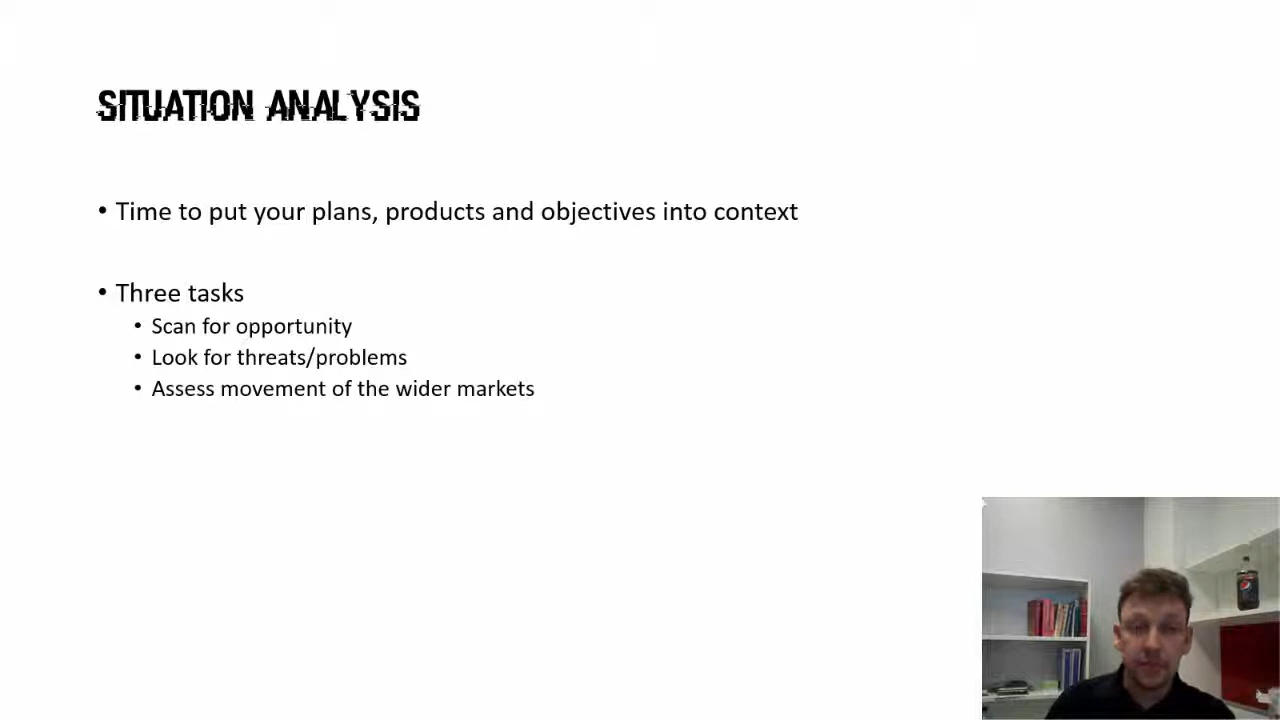 SITUATION ANALYSIS
• Time to put your plans, products and objectives into context
• Three tasks
• Scan for opportunity
• Look for threats/problems
• Assess movement of the wider markets